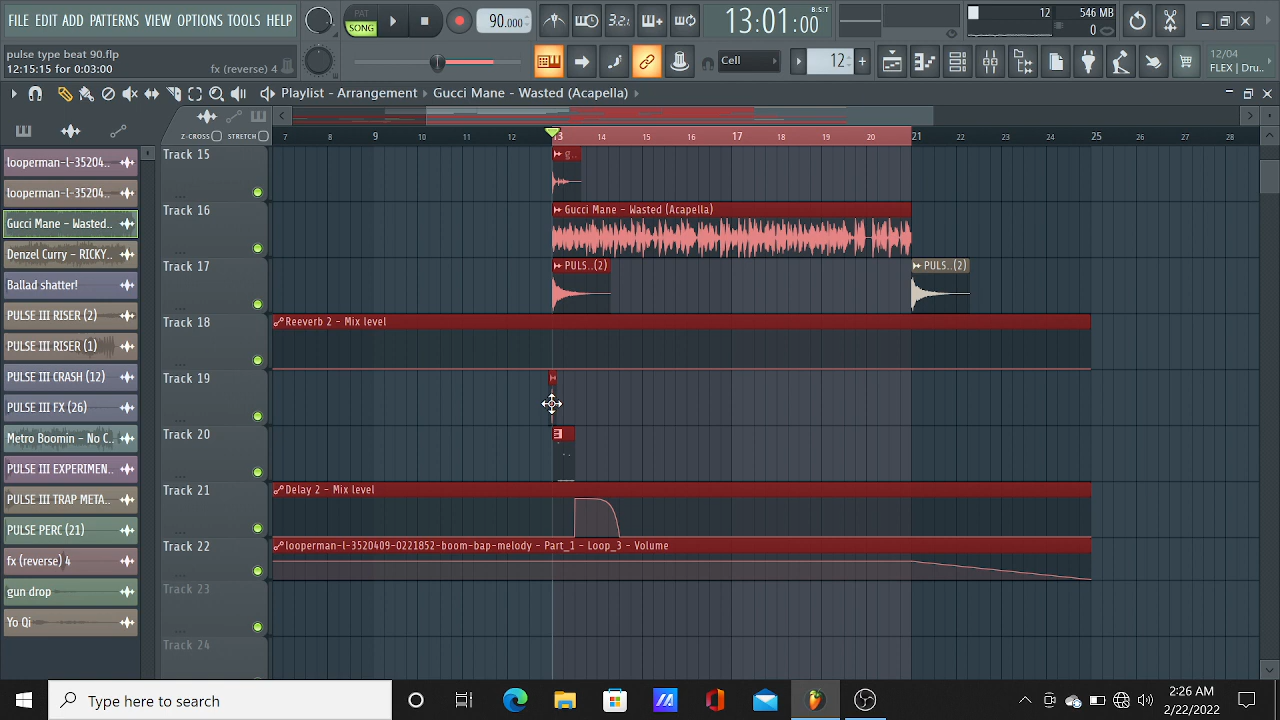 FILE EDIT ADD PATTERNS VIEW OPTIONS TOOLS HELP
PAT
SONG
90.000
3.2.
13:01:00
B:S:T
12
546 MB
0
pulse type beat 90.flp
12:15:15 for 0:03:00
fx (reverse) 4
Cell
12
12/04
FLEX | Dru..
Playlist - Arrangement
Gucci Mane - Wasted (Acapella)
Z-CROSS
STRETCH
7 8 9 10 11 12 13 14 15 16 17 18 19 20 21 22 23 24 25 26 27 28
looperman-l-35204..
looperman-l-35204..
Gucci Mane - Wasted..
Denzel Curry - RICKY..
Ballad shatter!
PULSE III RISER (2)
PULSE III RISER (1)
PULSE III CRASH (12)
PULSE III FX (26)
Metro Boomin - No C..
PULSE III EXPERIMEN..
PULSE III TRAP META..
PULSE PERC (21)
fx (reverse) 4
gun drop
Yo Qi
Track 15
g..
Track 16
Gucci Mane - Wasted (Acapella)
Track 17
PULS..(2)
PULS..(2)
Track 18
Reeverb 2 - Mix level
Track 19
Track 20
Track 21
Delay 2 - Mix level
Track 22
looperman-l-3520409-0221852-boom-bap-melody - Part_1 - Loop_3 - Volume
Track 23
Track 24
Type here to search
2:26 AM
2/22/2022